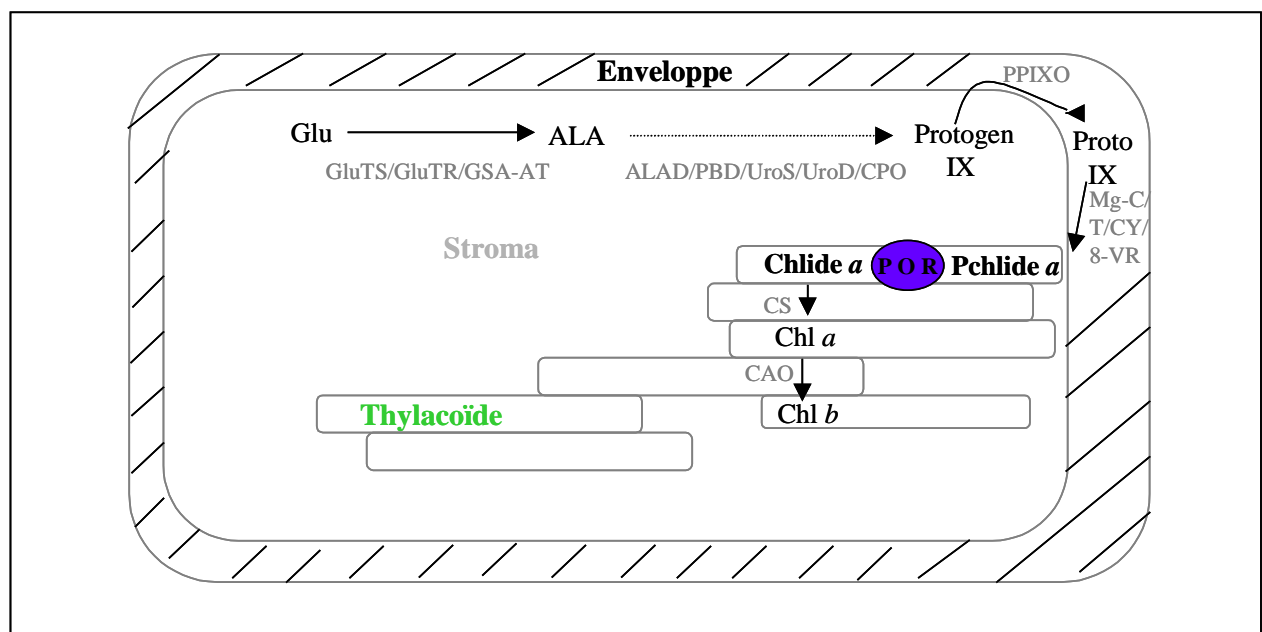 Enveloppe
PPIXO
Glu
ALA
Protogen
IX
Proto
IX
GluTS/GluTR/GSA-AT
ALAD/PBD/UroS/UroD/CPO
Mg-C/
T/CY/
8-VR
Stroma
Chlide a POR Pchlide a
CS
Chl a
CAO
Chl b
Thylacoïde